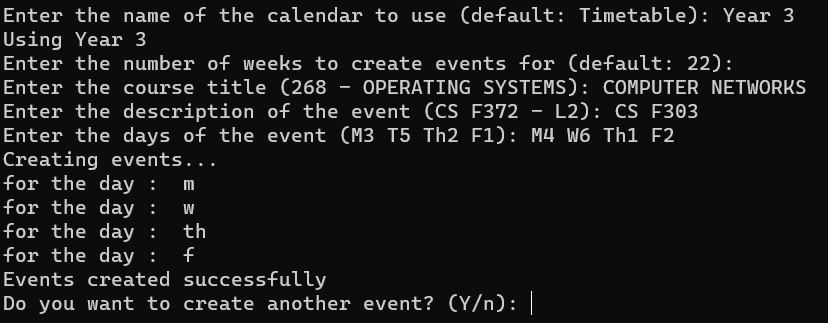 Enter the name of the calendar to use (default: Timetable): Year 3
Using Year 3
Enter the number of weeks to create events for (default: 22):
Enter the course title (268 - OPERATING SYSTEMS): COMPUTER NETWORKS
Enter the description of the event (CS F372 - L2): CS F303
Enter the days of the event (M3 T5 Th2 F1): M4 W6 Th1 F2
Creating events...
for the day :  m
for the day :  w
for the day :  th
for the day :  f
Events created successfully
Do you want to create another event? (Y/n):